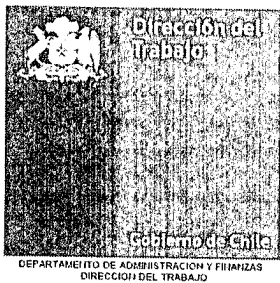 Dirección del
Trabajo
Gobierno de Chile
DEPARTAMENTO DE ADMINISTRACION Y FINANZAS
DIRECCION DEL TRABAJO